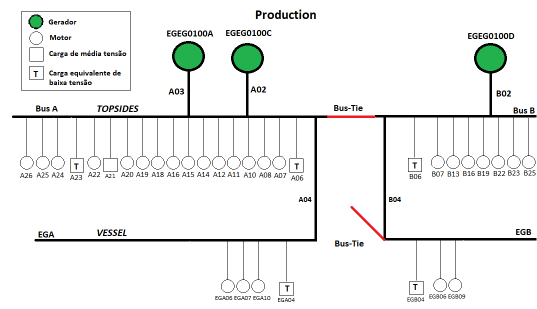 Production
Gerador
Motor
Carga de média tensão
T
Carga equivalente de
baixa tensão
EGEG0100A
EGEG0100C
EGEG0100D
A03
A02
B02
Bus A
TOPSIDES
Bus-Tie
Bus B
T
T
T
A26
A25
A24
A23
A22
A21
A20
A19
A18
A16
A15
A14
A12
A11
A10
A08
A07
A06
B06
B07
B13
B16
B19
B22
B23
B25
A04
B04
EGA
VESSEL
Bus-Tie
EGB
T
T
EGA06
EGA07
EGA10
EGA04
EGB04
EGB06
EGB09